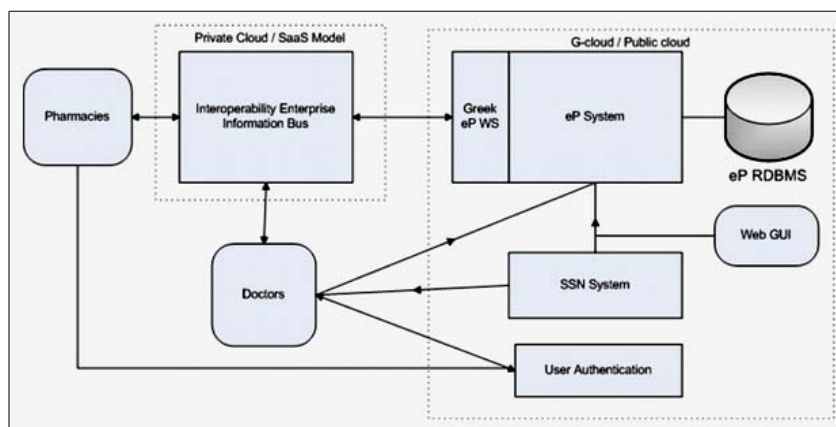 Private Cloud / SaaS Model
G-cloud / Public cloud
Pharmacies
Interoperability Enterprise
Information Bus
Greek
eP WS
eP System
eP RDBMS
Web GUI
Doctors
SSN System
User Authentication